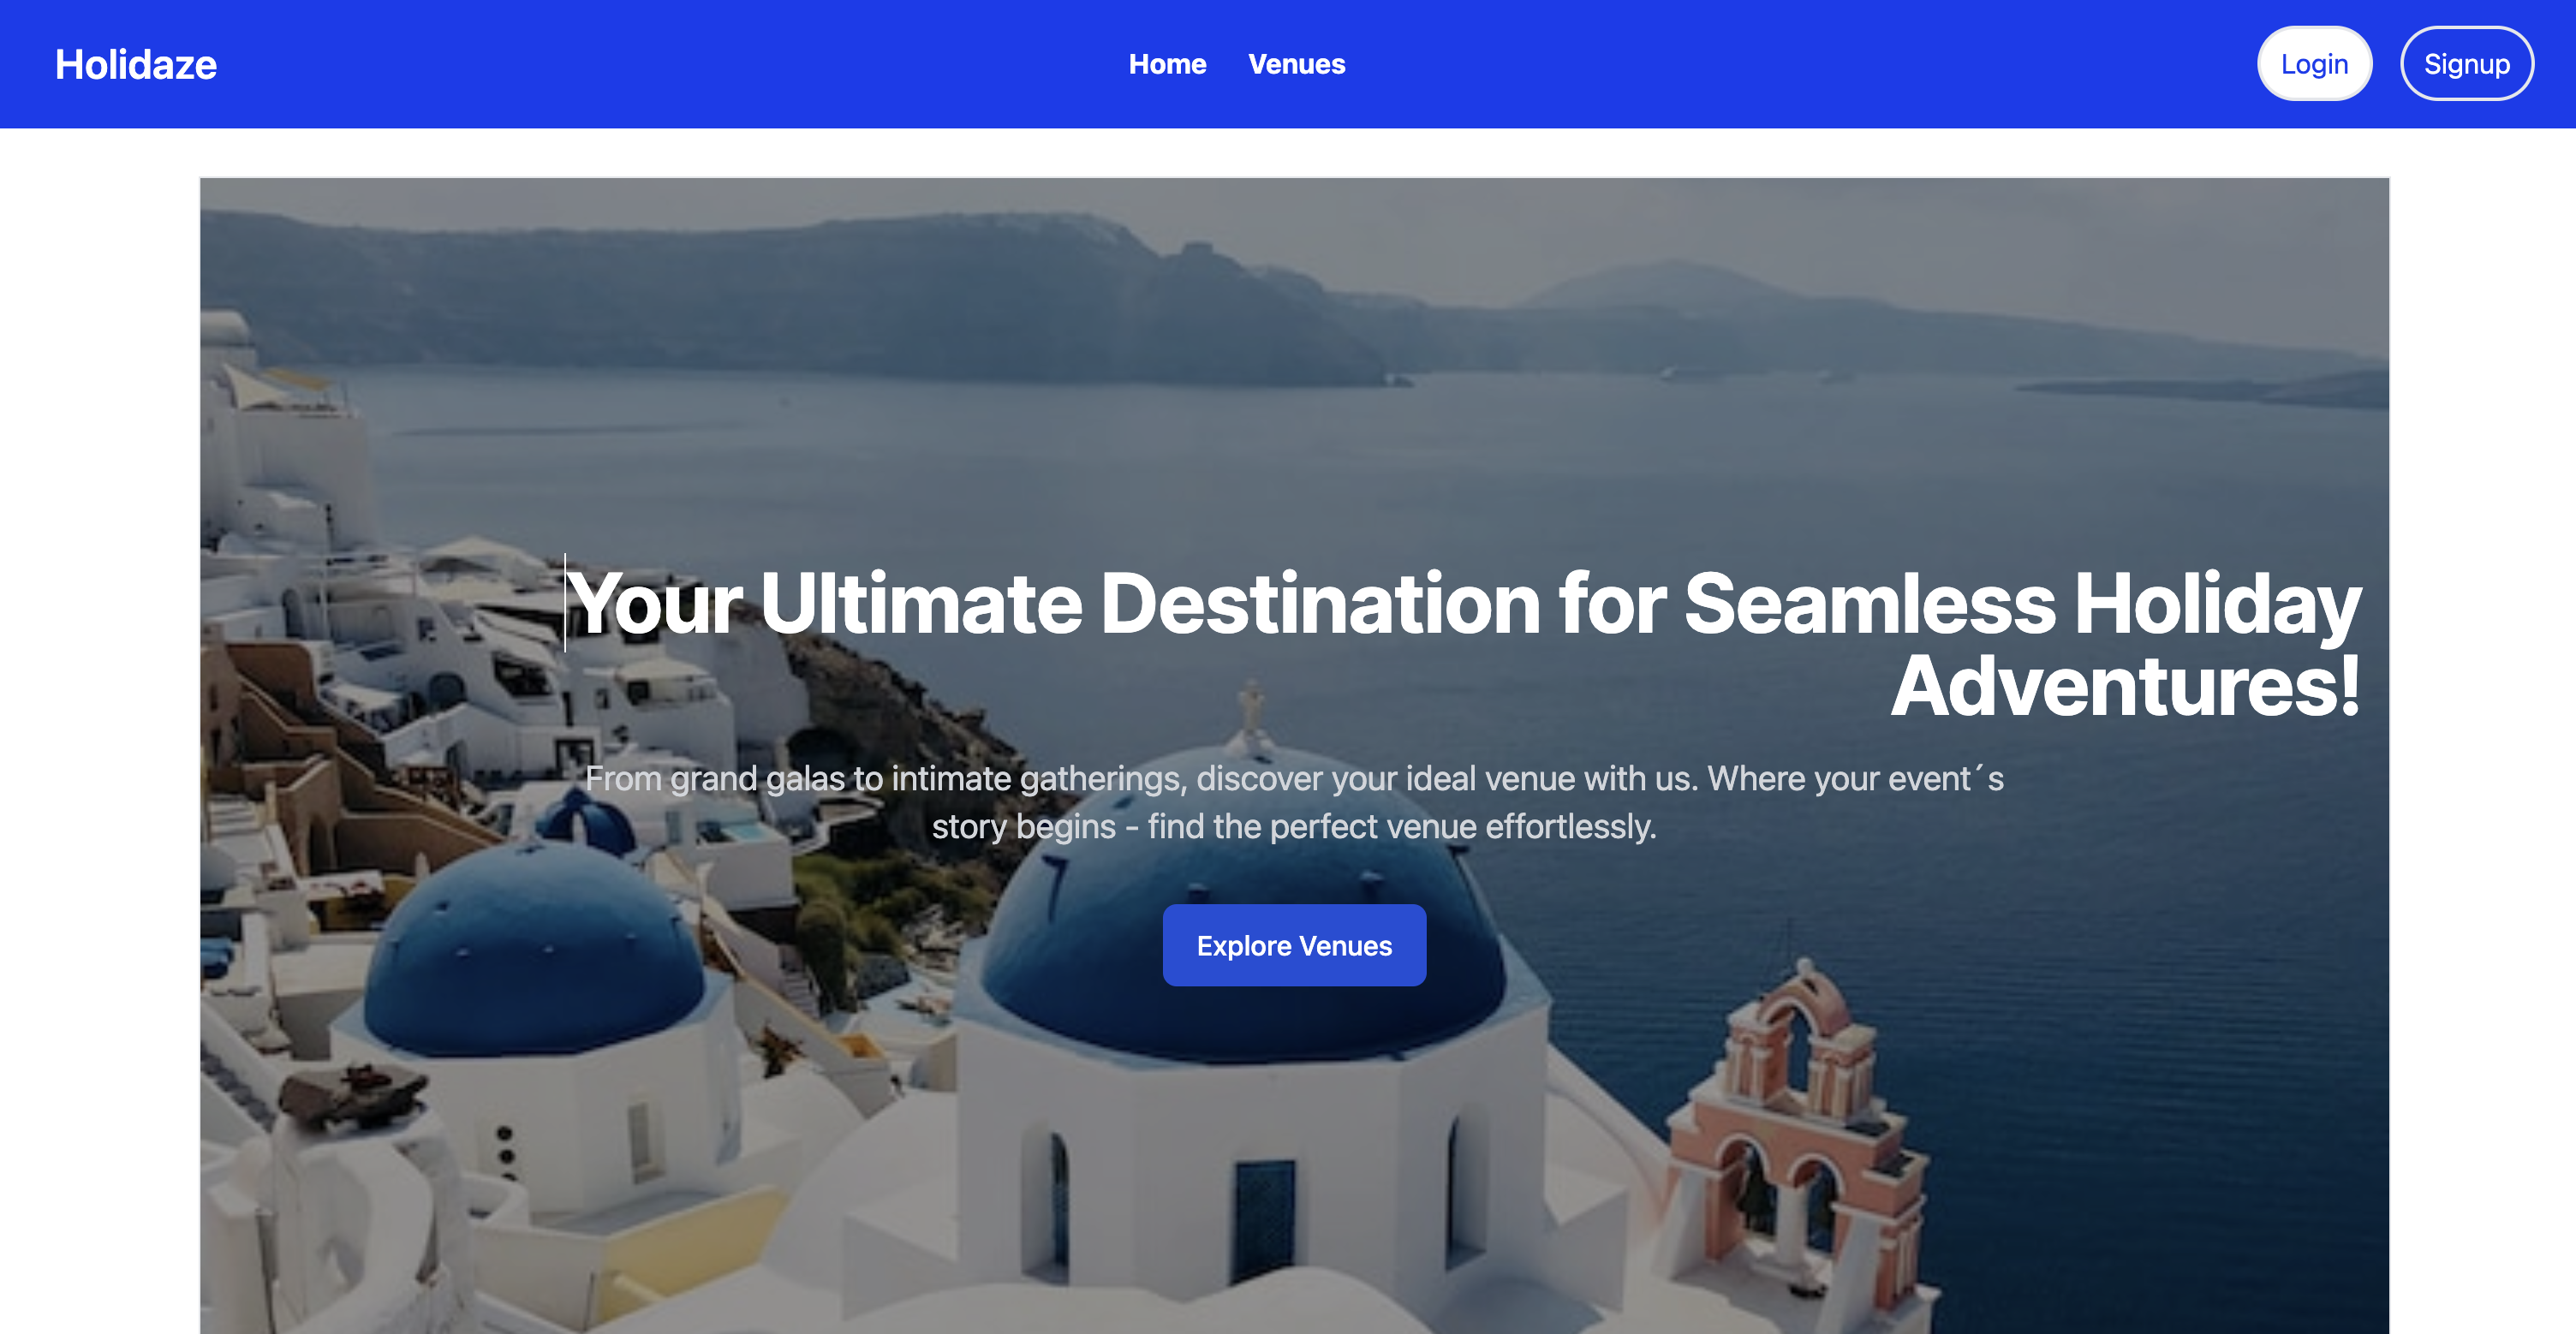 Holidaze
Home Venues
Login Signup
Your Ultimate Destination for Seamless Holiday
Adventures!
From grand galas to intimate gatherings, discover your ideal venue with us. Where your event´s
story begins - find the perfect venue effortlessly.
Explore Venues